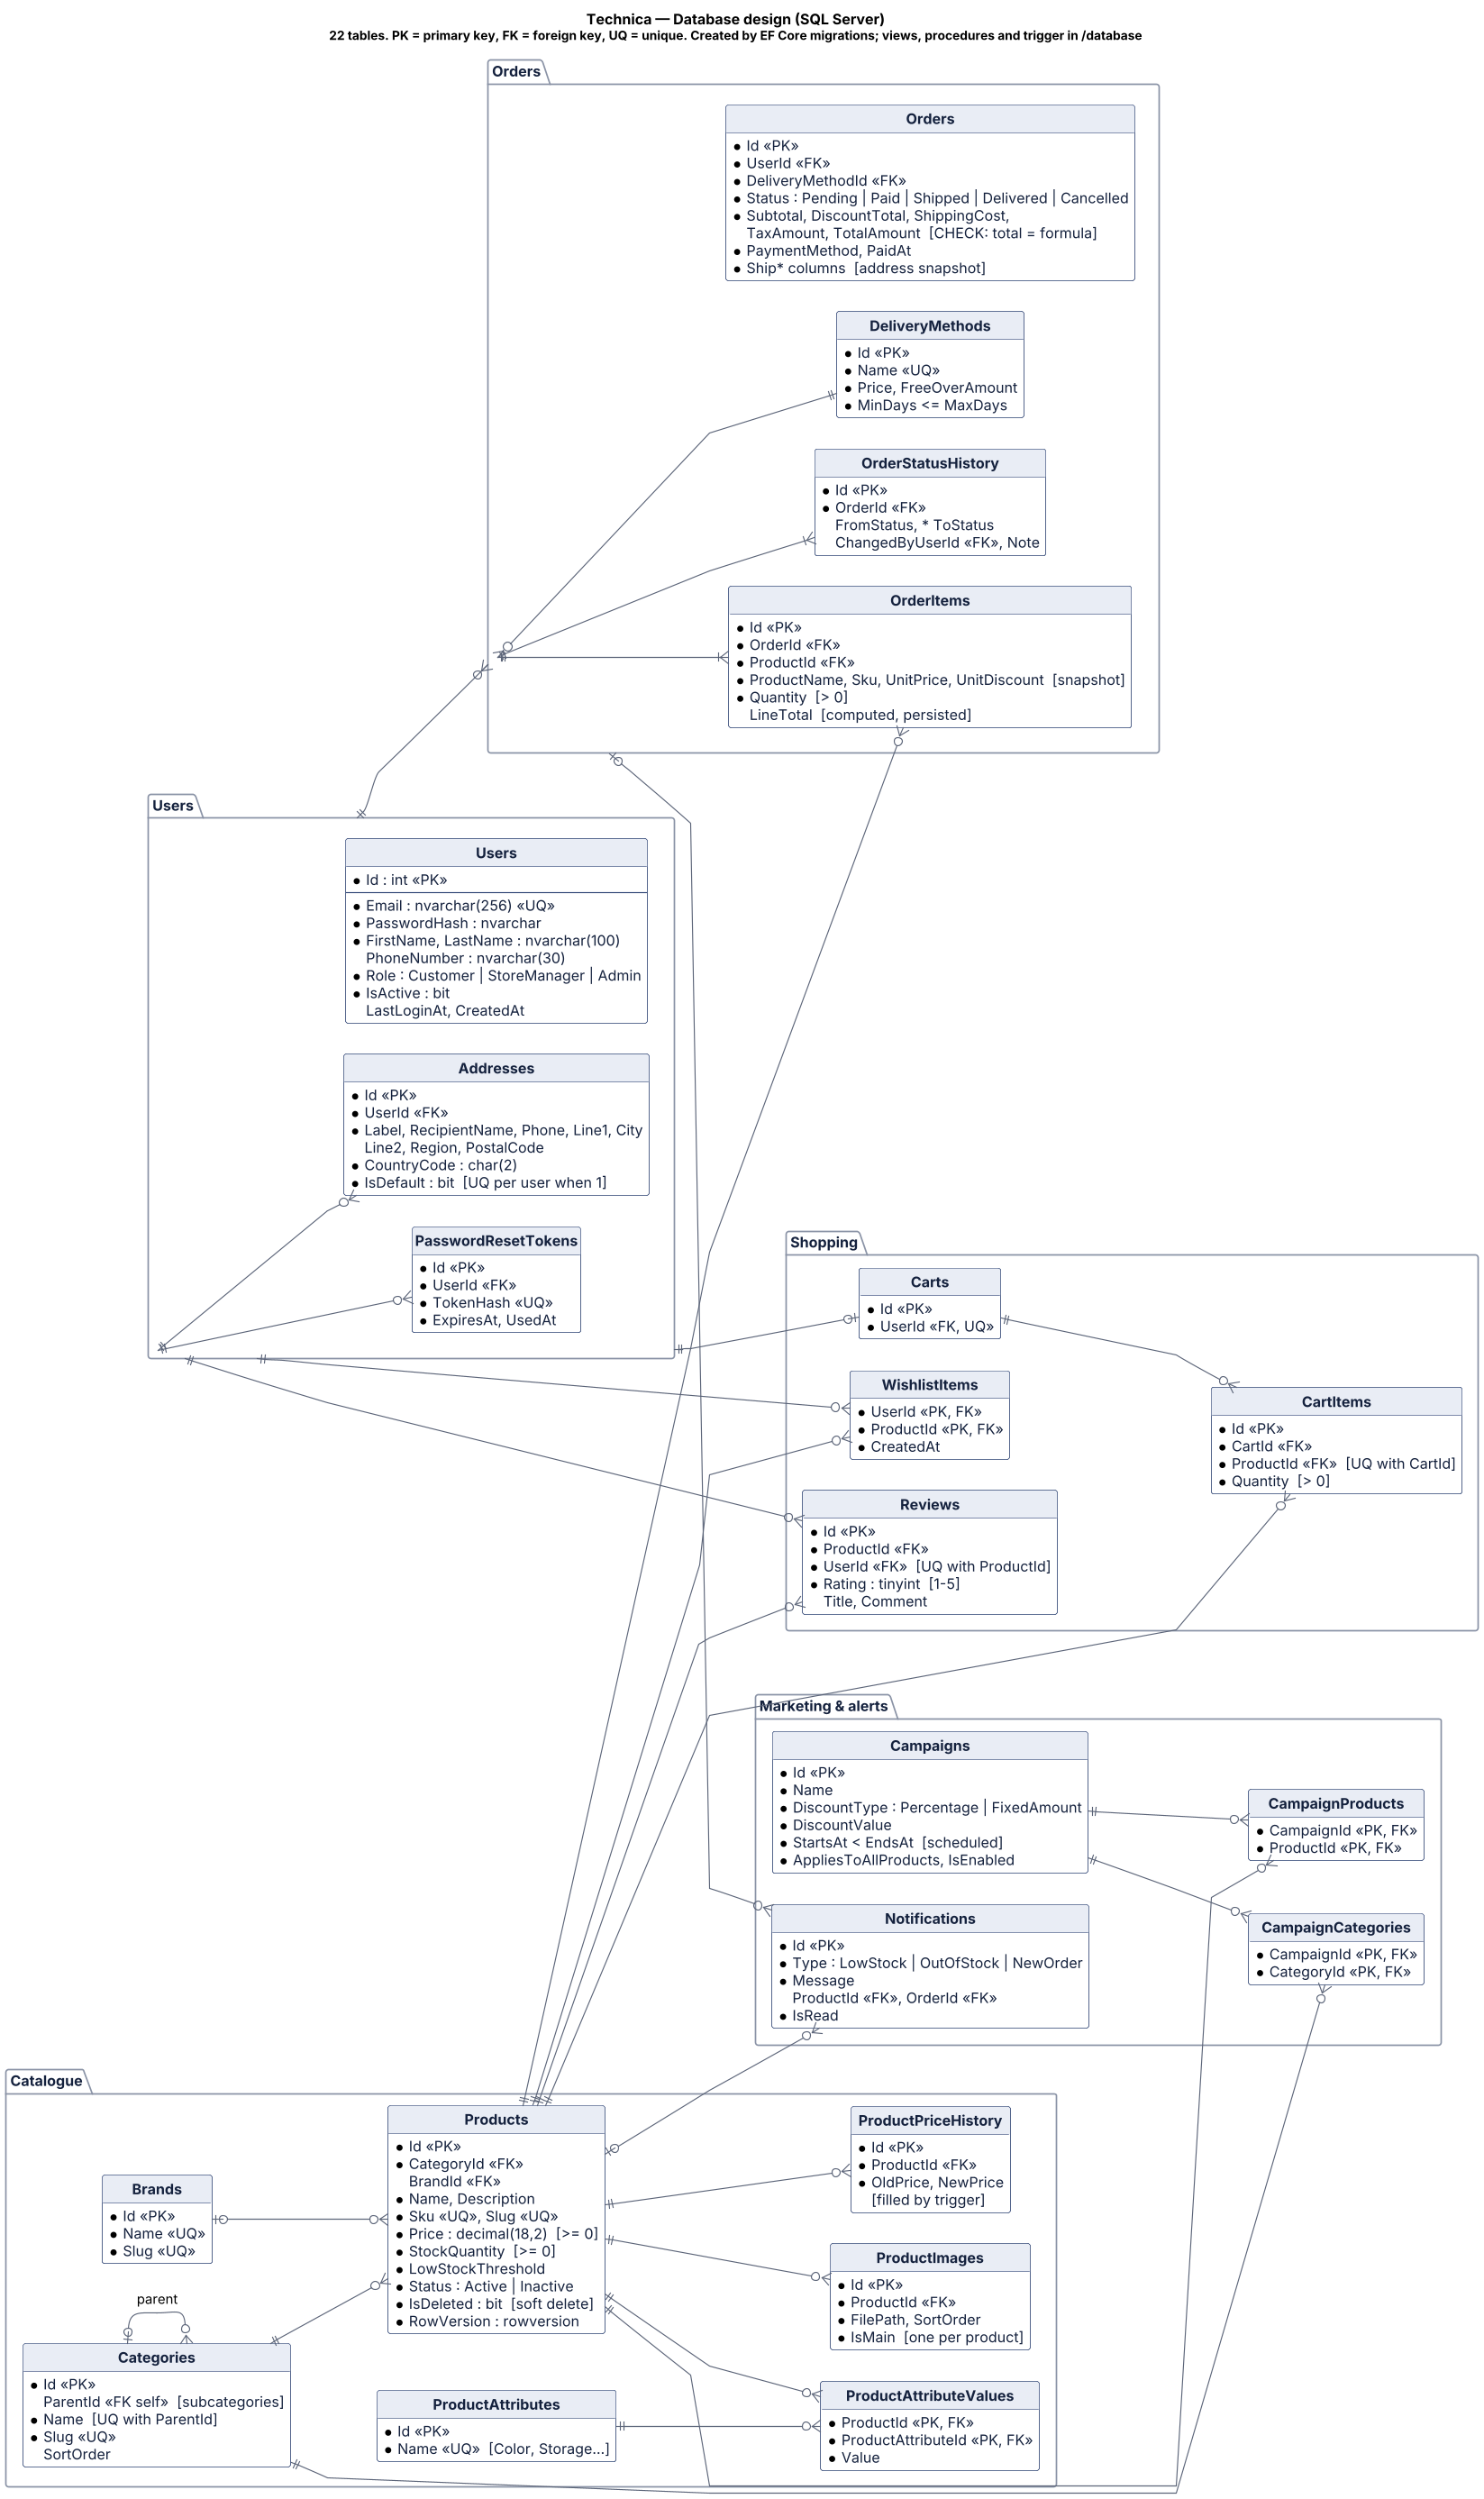 Technica — Database design (SQL Server)
22 tables. PK = primary key, FK = foreign key, UQ = unique. Created by EF Core migrations; views, procedures and trigger in /database
Orders
Orders
Id «PK»
UserId «FK»
DeliveryMethodId «FK»
Status : Pending | Paid | Shipped | Delivered | Cancelled
Subtotal, DiscountTotal, ShippingCost,
TaxAmount, TotalAmount  [CHECK: total = formula]
PaymentMethod, PaidAt
Ship* columns  [address snapshot]
DeliveryMethods
Id «PK»
Name «UQ»
Price, FreeOverAmount
MinDays <= MaxDays
OrderStatusHistory
Id «PK»
OrderId «FK»
FromStatus, * ToStatus
ChangedByUserId «FK», Note
OrderItems
Id «PK»
OrderId «FK»
ProductId «FK»
ProductName, Sku, UnitPrice, UnitDiscount  [snapshot]
Quantity  [> 0]
LineTotal  [computed, persisted]
Users
Users
Id : int «PK»
Email : nvarchar(256) «UQ»
PasswordHash : nvarchar
FirstName, LastName : nvarchar(100)
PhoneNumber : nvarchar(30)
Role : Customer | StoreManager | Admin
IsActive : bit
LastLoginAt, CreatedAt
Addresses
Id «PK»
UserId «FK»
Label, RecipientName, Phone, Line1, City
Line2, Region, PostalCode
CountryCode : char(2)
IsDefault : bit  [UQ per user when 1]
PasswordResetTokens
Id «PK»
UserId «FK»
TokenHash «UQ»
ExpiresAt, UsedAt
Shopping
Carts
Id «PK»
UserId «FK, UQ»
WishlistItems
UserId «PK, FK»
ProductId «PK, FK»
CreatedAt
CartItems
Id «PK»
CartId «FK»
ProductId «FK»  [UQ with CartId]
Quantity  [> 0]
Reviews
Id «PK»
ProductId «FK»
UserId «FK»  [UQ with ProductId]
Rating : tinyint  [1-5]
Title, Comment
Marketing & alerts
Campaigns
Id «PK»
Name
DiscountType : Percentage | FixedAmount
DiscountValue
StartsAt < EndsAt  [scheduled]
AppliesToAllProducts, IsEnabled
CampaignProducts
CampaignId «PK, FK»
ProductId «PK, FK»
Notifications
Id «PK»
Type : LowStock | OutOfStock | NewOrder
Message
ProductId «FK», OrderId «FK»
IsRead
CampaignCategories
CampaignId «PK, FK»
CategoryId «PK, FK»
Catalogue
Products
Id «PK»
CategoryId «FK»
BrandId «FK»
Name, Description
Sku «UQ», Slug «UQ»
Price : decimal(18,2)  [>= 0]
StockQuantity  [>= 0]
LowStockThreshold
Status : Active | Inactive
IsDeleted : bit  [soft delete]
RowVersion : rowversion
ProductPriceHistory
Id «PK»
ProductId «FK»
OldPrice, NewPrice
[filled by trigger]
Brands
Id «PK»
Name «UQ»
Slug «UQ»
ProductImages
Id «PK»
ProductId «FK»
FilePath, SortOrder
IsMain  [one per product]
parent
Categories
Id «PK»
ParentId «FK self»  [subcategories]
Name  [UQ with ParentId]
Slug «UQ»
SortOrder
ProductAttributes
Id «PK»
Name «UQ»  [Color, Storage...]
ProductAttributeValues
ProductId «PK, FK»
ProductAttributeId «PK, FK»
Value